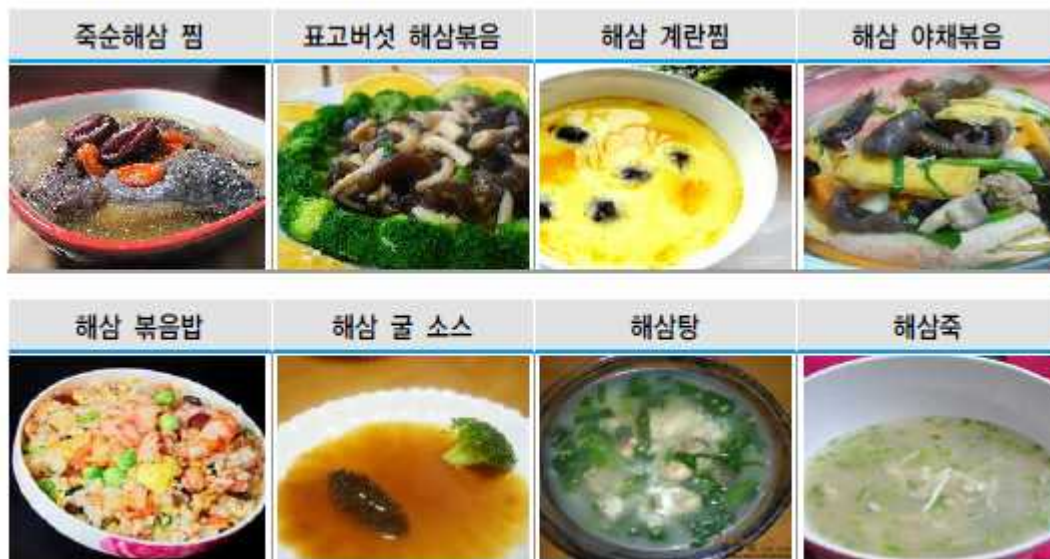 죽순해삼 찜
표고버섯 해삼볶음
해삼 계란찜
해삼 야채볶음
해삼 볶음밥
해삼 굴 소스
해삼탕
해삼죽